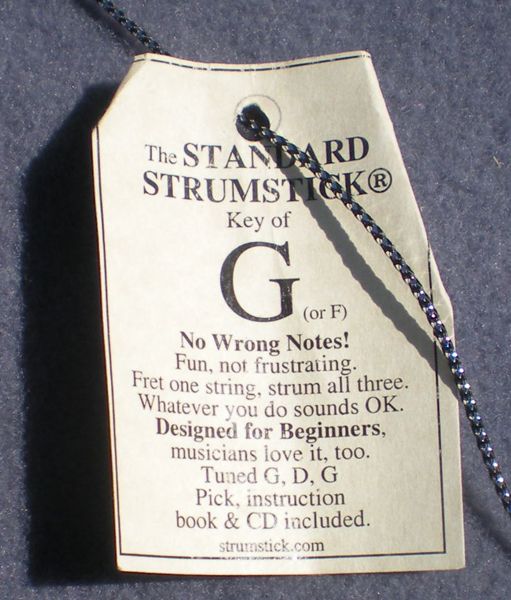 The STANDARD
STRUMSTICK®
Key of
G (or F)
No Wrong Notes!
Fun, not frustrating.
Fret one string, strum all three.
Whatever you do sounds OK.
Designed for Beginners,
musicians love it, too.
Tuned G, D, G
Pick, instruction
book & CD included.
strumstick.com